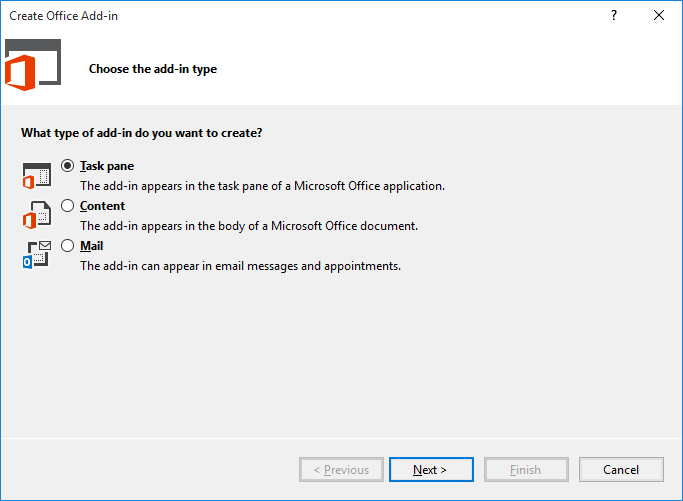 Create Office Add-in
?
Choose the add-in type
What type of add-in do you want to create?
Task pane
The add-in appears in the task pane of a Microsoft Office application.
Content
The add-in appears in the body of a Microsoft Office document.
Mail
The add-in can appear in email messages and appointments.
< Previous Next > Finish Cancel